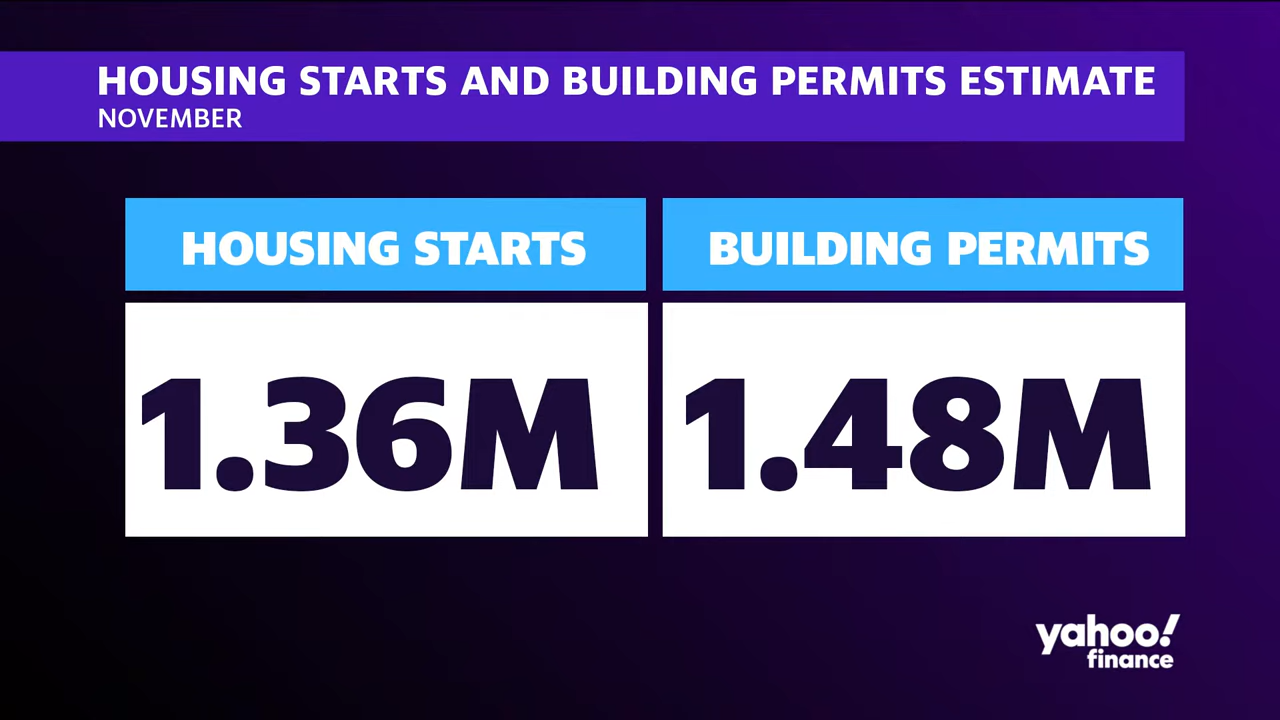 HOUSING STARTS AND BUILDING PERMITS ESTIMATE
NOVEMBER
HOUSING STARTS
BUILDING PERMITS
1.36M
1.48M
yahoo!
finance